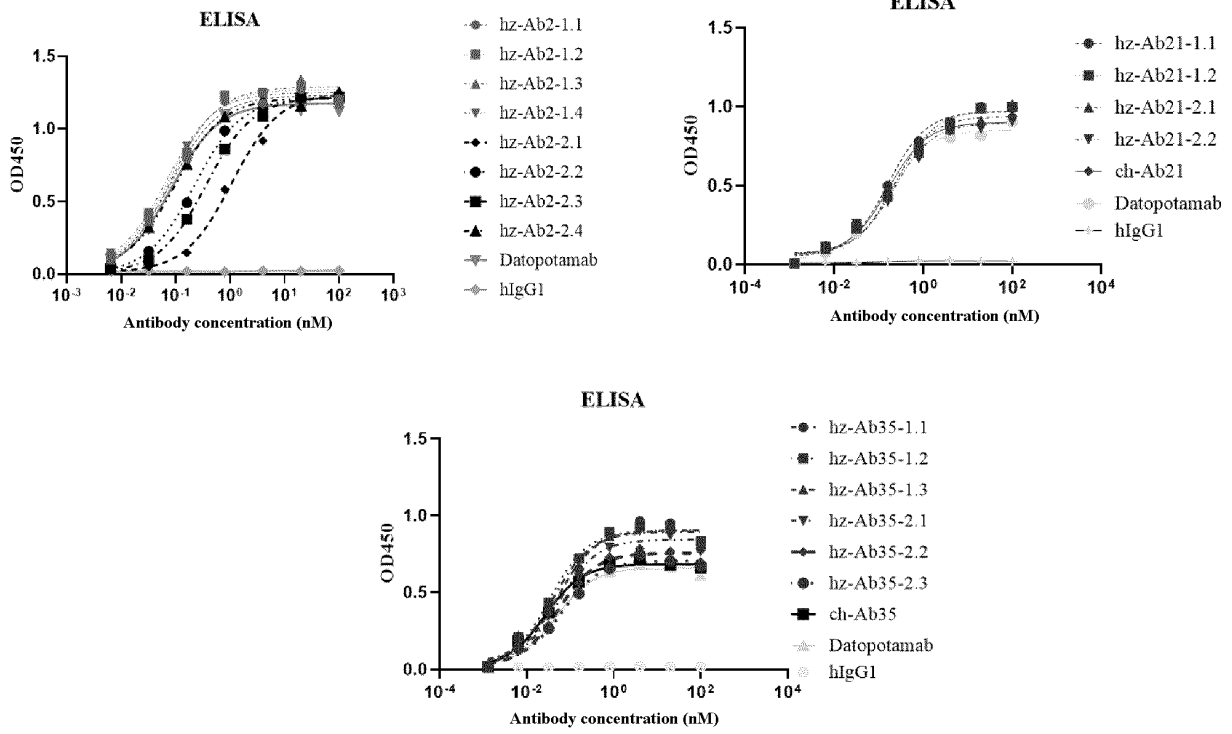 ELISA
1.5
1.0
0.5
0.0
OD450
10-3
10-2
10-1
100
101
102
103
Antibody concentration (nM)
hz-Ab2-1.1
hz-Ab2-1.2
hz-Ab2-1.3
hz-Ab2-1.4
hz-Ab2-2.1
hz-Ab2-2.2
hz-Ab2-2.3
hz-Ab2-2.4
Datopotamab
hIgG1
ELISA
1.5
1.0
0.5
0.0
OD450
10-4
10-2
100
102
104
Antibody concentration (nM)
hz-Ab21-1.1
hz-Ab21-1.2
hz-Ab21-2.1
hz-Ab21-2.2
ch-Ab21
Datopotamab
hIgG1
ELISA
1.5
1.0
0.5
0.0
OD450
10-4
10-2
100
102
104
Antibody concentration (nM)
hz-Ab35-1.1
hz-Ab35-1.2
hz-Ab35-1.3
hz-Ab35-2.1
hz-Ab35-2.2
hz-Ab35-2.3
ch-Ab35
Datopotamab
hIgG1